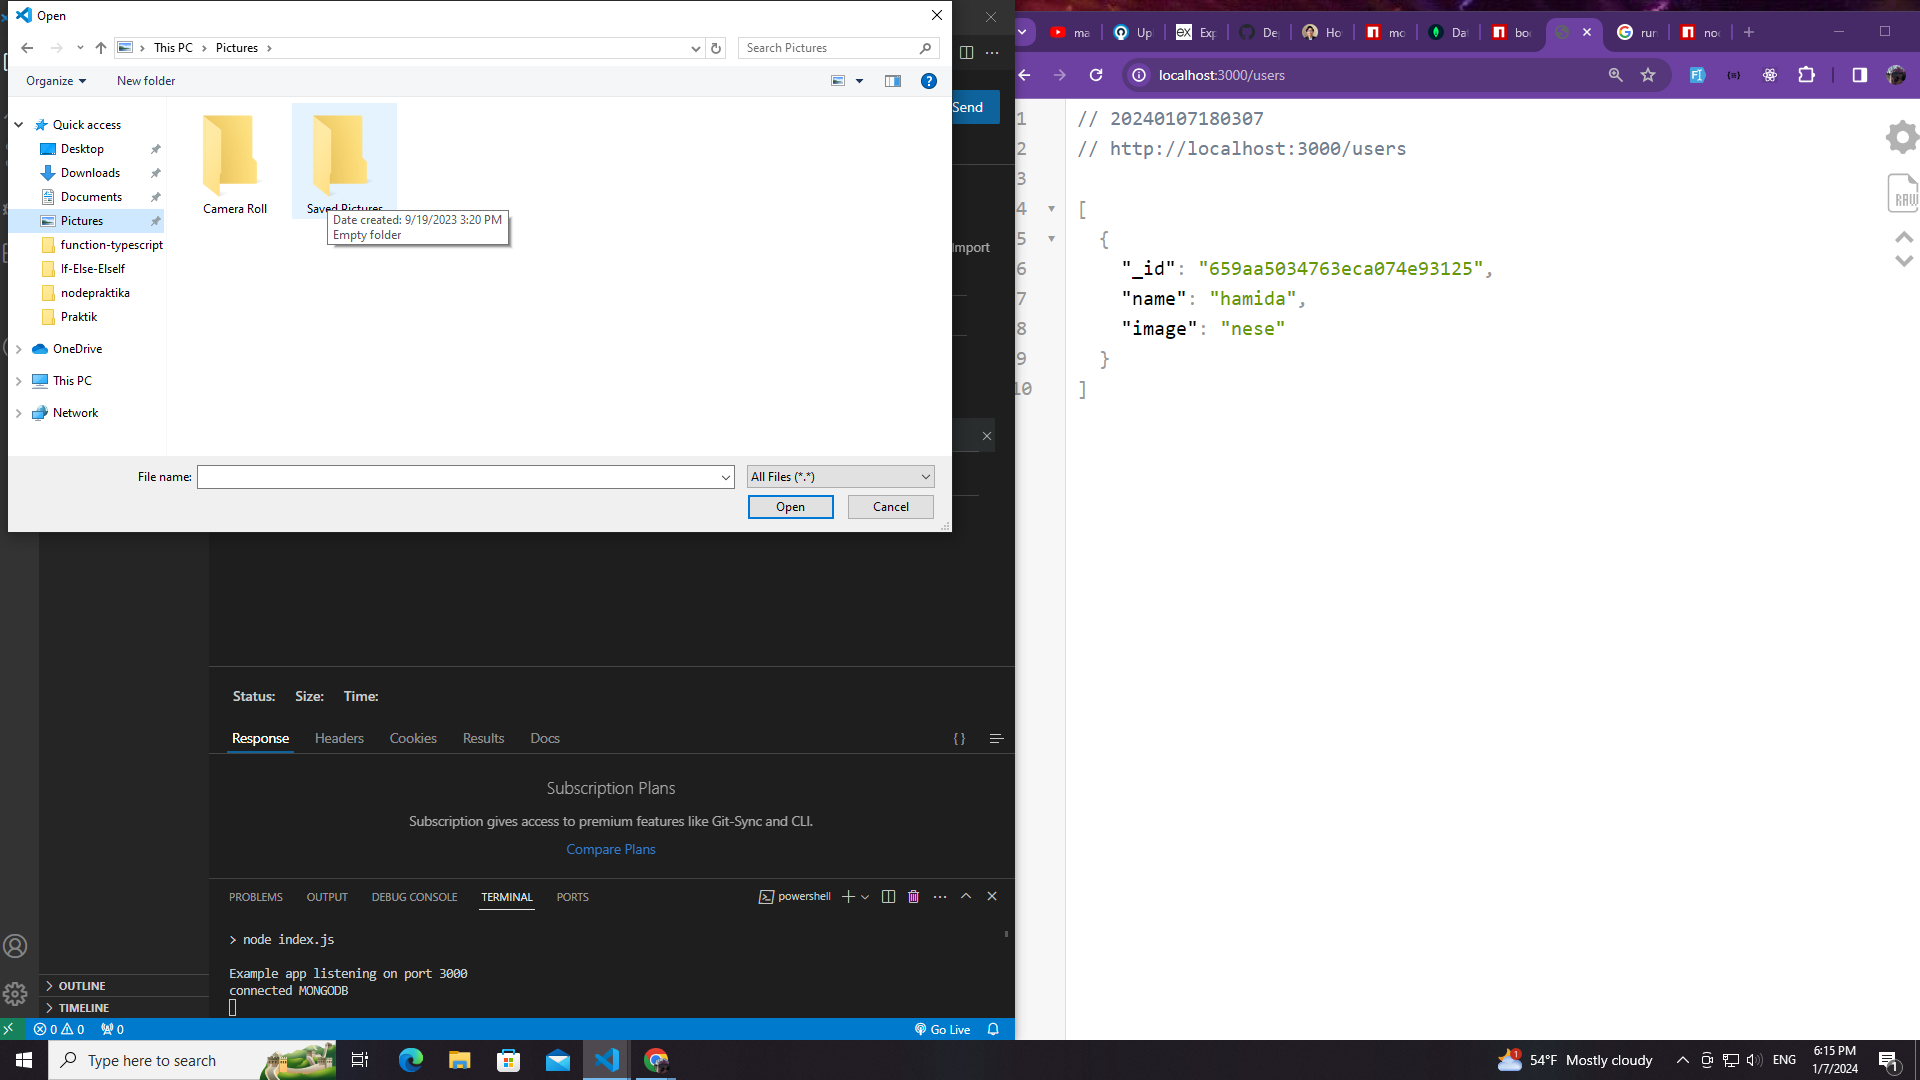 Open
This PC
Pictures
Search Pictures
Organize
New folder
Quick access
Desktop
Downloads
Documents
Pictures
function-typescript
If-Else-ElseIf
nodepraktika
Praktik
OneDrive
This PC
Network
Camera Roll
Saved Pictures
Date created: 9/19/2023 3:20 PM
Empty folder
File name:
All Files (*.*)
Open
Cancel
Send
Import
Status: Size: Time:
Response Headers Cookies Results Docs
{ }
Subscription Plans
Subscription gives access to premium features like Git-Sync and CLI.
Compare Plans
PROBLEMS OUTPUT DEBUG CONSOLE TERMINAL PORTS
powershell
> node index.js
Example app listening on port 3000
connected MONGODB
OUTLINE
TIMELINE
0 0 0
Go Live
ma
Up
ex Exp
De
Ho
mo
Da
bo
run
no
localhost:3000/users
1 // 20240107180307
2 // http://localhost:3000/users
3
4 [
5 {
6 "_id": "659aa5034763eca074e93125",
7 "name": "hamida",
8 "image": "nese"
9 }
10 ]
RAW
Type here to search
1
54°F Mostly cloudy
ENG
6:15 PM
1/7/2024
1